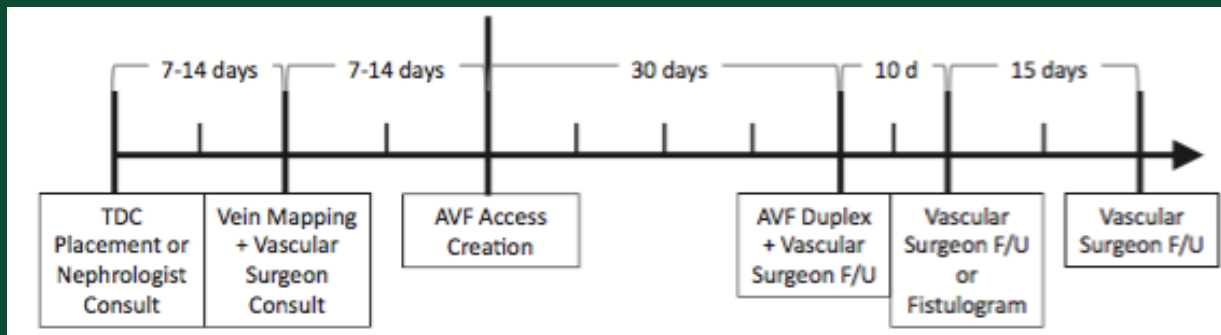 7-14 days
7-14 days
30 days
10 d
15 days
TDC
Placement or
Nephrologist
Consult
Vein Mapping
+ Vascular
Surgeon
Consult
AVF Access
Creation
AVF Duplex
+ Vascular
Surgeon F/U
Vascular
Surgeon F/U
or
Fistulogram
Vascular
Surgeon F/U